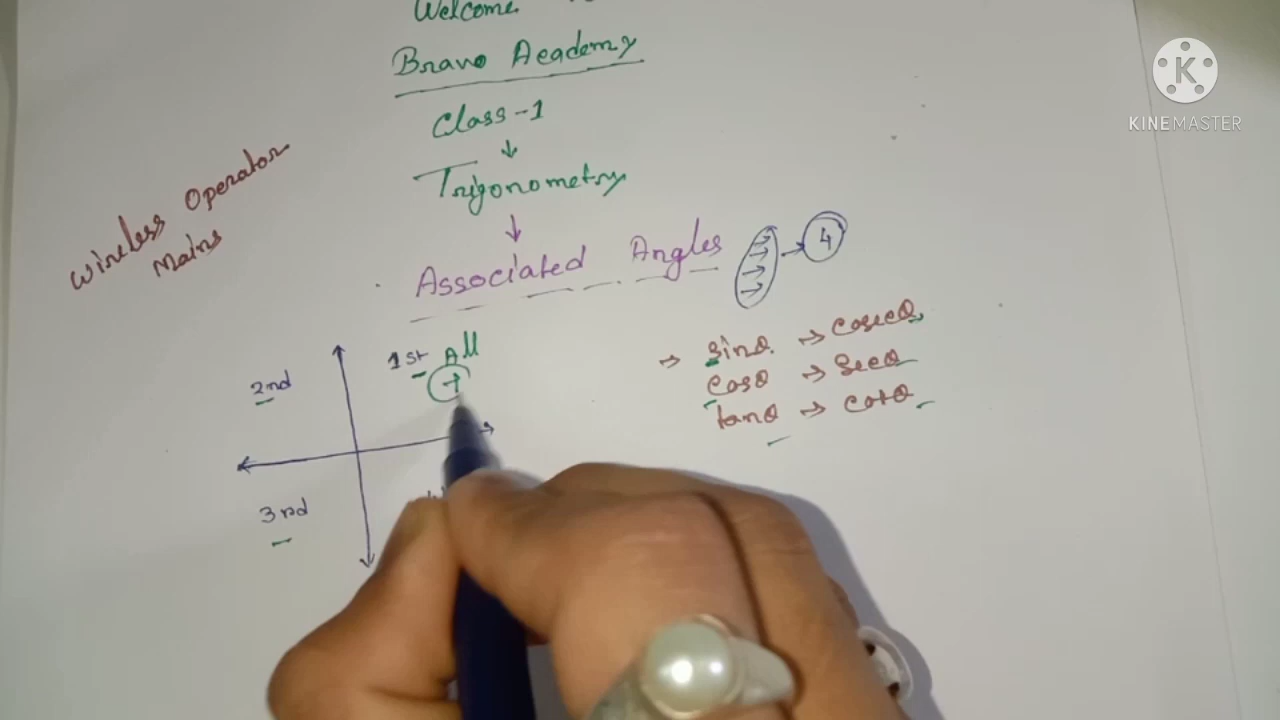 Welcome
Bravo Academy
Class-1
↓
Trigonometry
↓
Associated Angles
→ 4
Wireless Operator
Mains
1st All
+
2nd
3nd
→ sinθ → cosecθ
cosθ → secθ
tanθ → cotθ
KINEMASTER